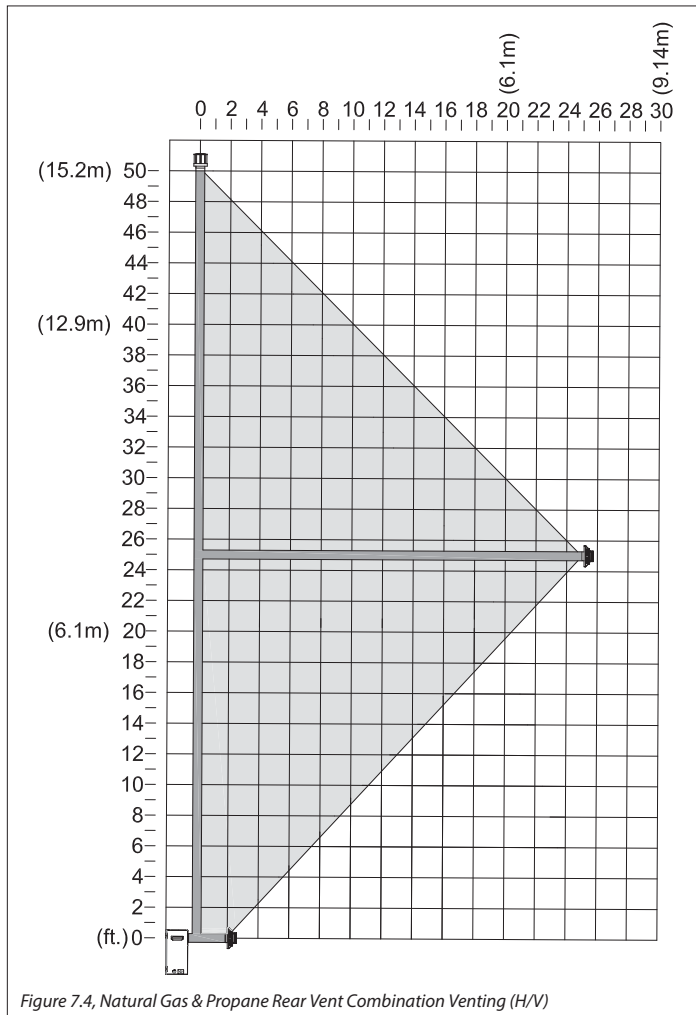 (6.1m)
(9.14m)
0 2 4 6 8 10 12 14 16 18 20 22 24 26 28 30
(15.2m) 50
48
46
44
42
(12.9m) 40
38
36
34
32
30
28
26
24
22
(6.1m) 20
18
16
14
12
10
8
6
4
2
(ft.) 0
Figure 7.4, Natural Gas & Propane Rear Vent Combination Venting (H/V)